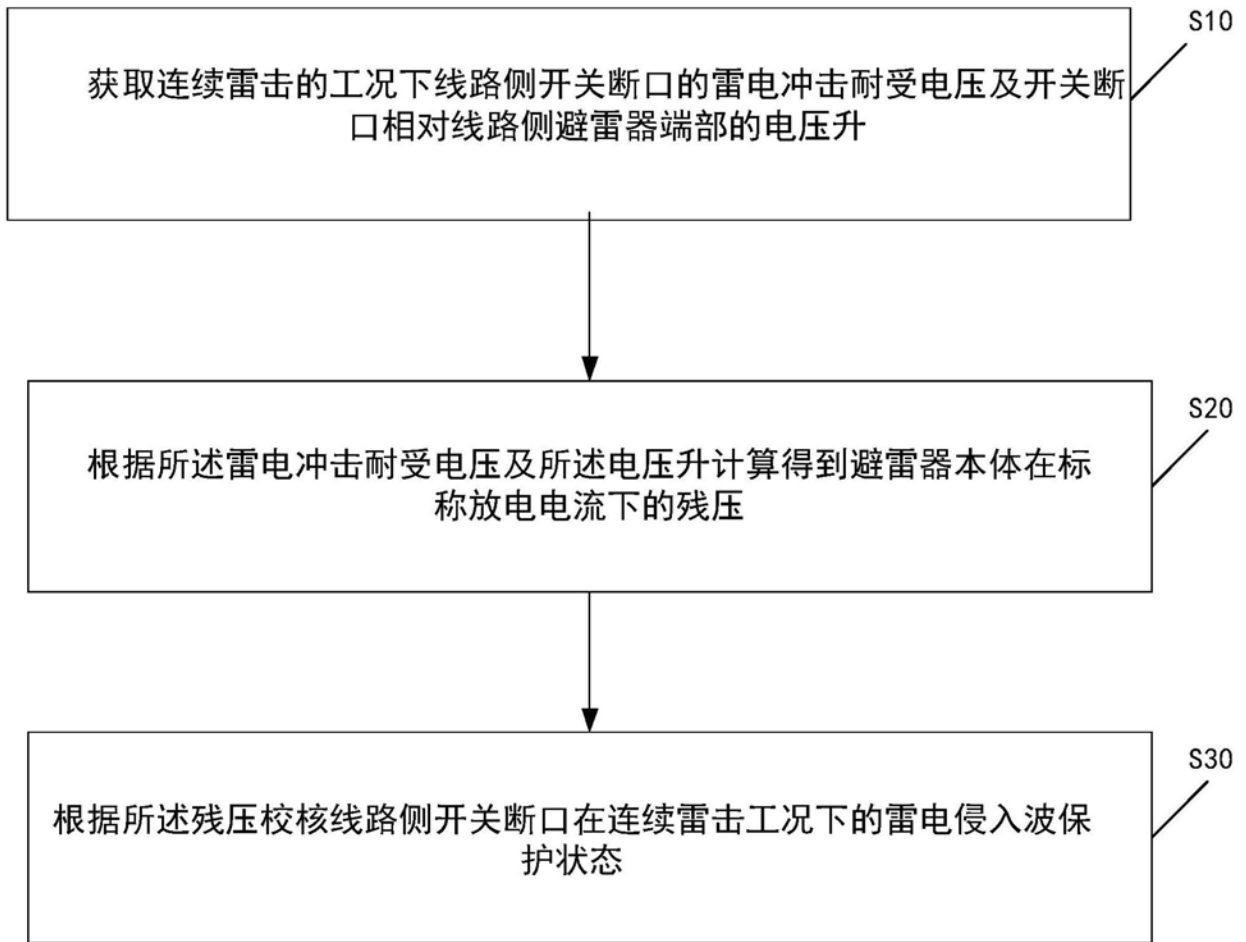 S10
获取连续雷击的工况下线路侧开关断口的雷电冲击耐受电压及开关断
口相对线路侧避雷器端部的电压升
S20
根据所述雷电冲击耐受电压及所述电压升计算得到避雷器本体在标
称放电电流下的残压
S30
根据所述残压校核线路侧开关断口在连续雷击工况下的雷电侵入波保
护状态